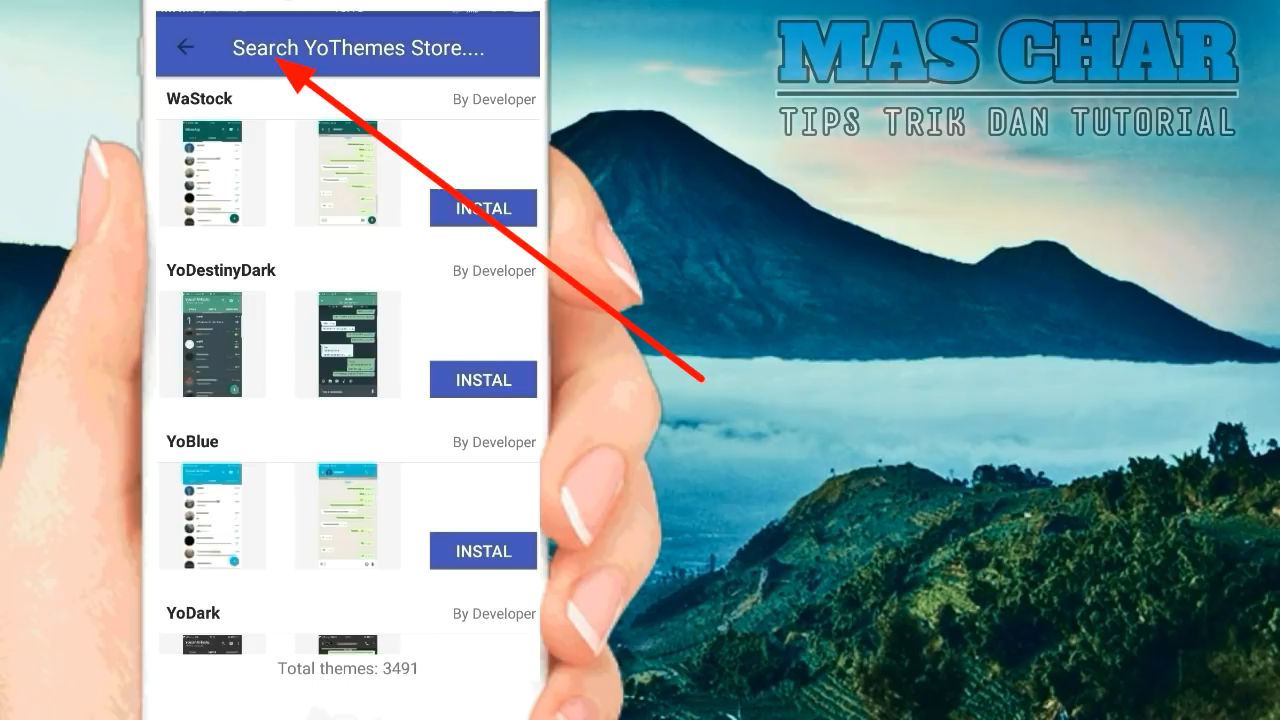 Search YoThemes Store....
WaStock
By Developer
INSTAL
YoDestinyDark
By Developer
INSTAL
YoBlue
By Developer
INSTAL
YoDark
By Developer
Total themes: 3491
MAS CHAR
TIPS TRIK DAN TUTORIAL